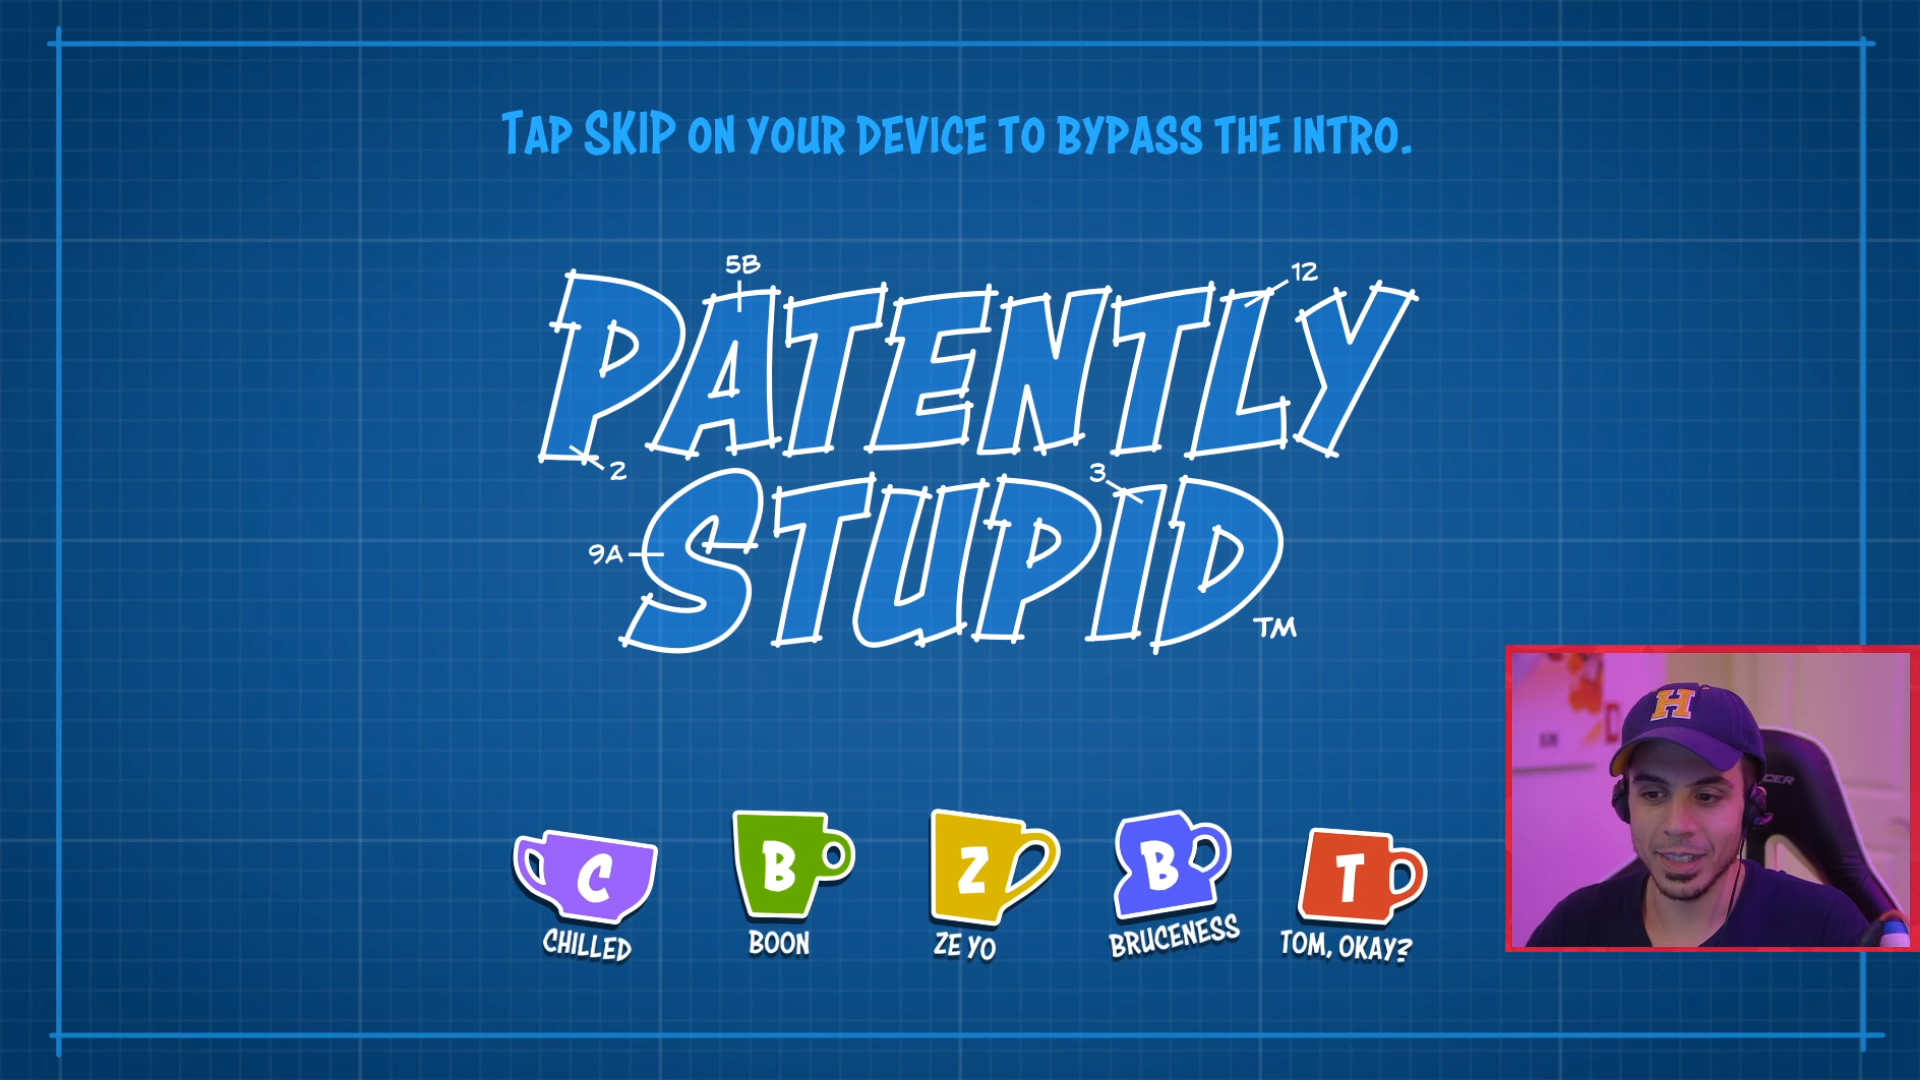 TAP SKIP ON YOUR DEVICE TO BYPASS THE INTRO.
5B
12
PATENTLY
2
3
STUPID
9A
TM
H
C
B
Z
B
T
CHILLED
BOON
ZE YO
BRUCENESS
TOM, OKAY?